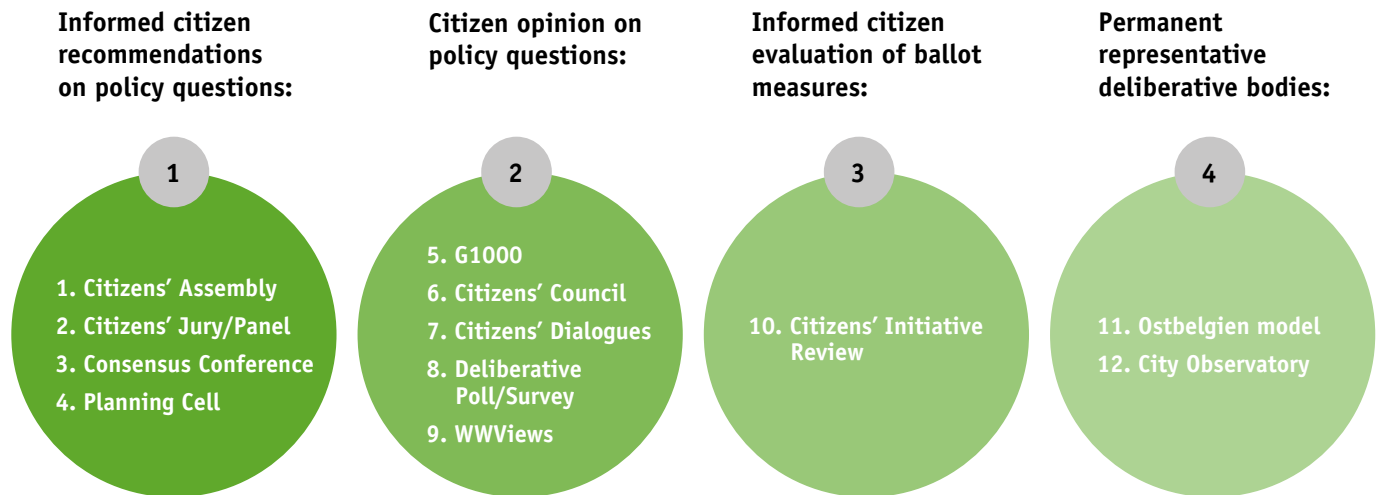 Informed citizen
recommendations
on policy questions:
1
1. Citizens’ Assembly
2. Citizens’ Jury/Panel
3. Consensus Conference
4. Planning Cell
Citizen opinion on
policy questions:
2
5. G1000
6. Citizens’ Council
7. Citizens’ Dialogues
8. Deliberative
Poll/Survey
9. WWViews
Informed citizen
evaluation of ballot
measures:
3
10. Citizens’ Initiative
Review
Permanent
representative
deliberative bodies:
4
11. Ostbelgien model
12. City Observatory